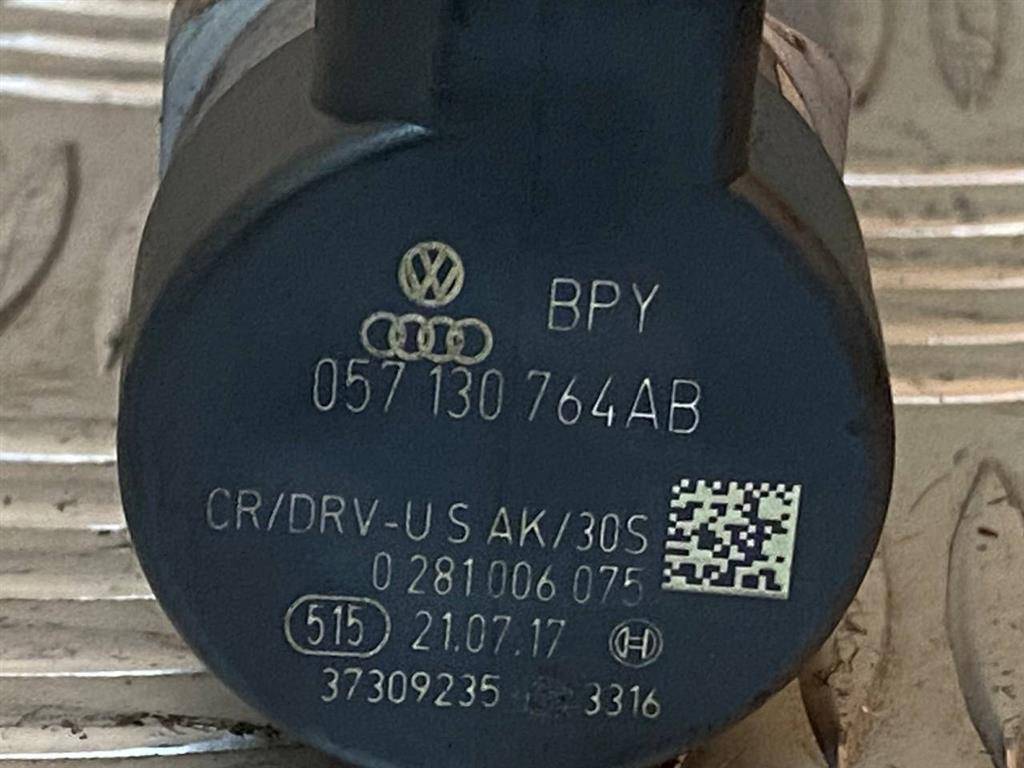 BPY
057 130 764AB
CR/DRV-U S AK/30S
0 281 006 075
515 21.07.17
37309235 3316